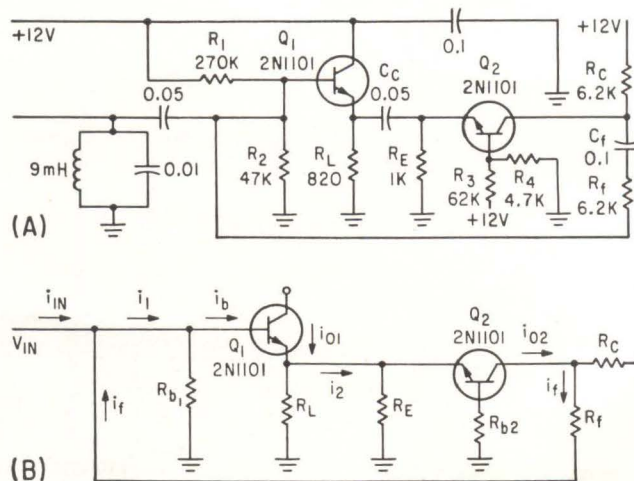 +12V
R1
270K
Q1
2N1101
0.1
Q2
2N1101
+12V
RC
6.2K
0.05
CC
0.05
9mH
0.01
R2
47K
RL
820
RE
1K
R3
62K
+12V
R4
4.7K
Cf
0.1
Rf
6.2K
(A)
iIN
i1
ib
Q1
2N1101
iO1
Q2
2N1101
iO2
RC
VIN
if
Rb1
RL
i2
RE
Rb2
if
Rf
(B)